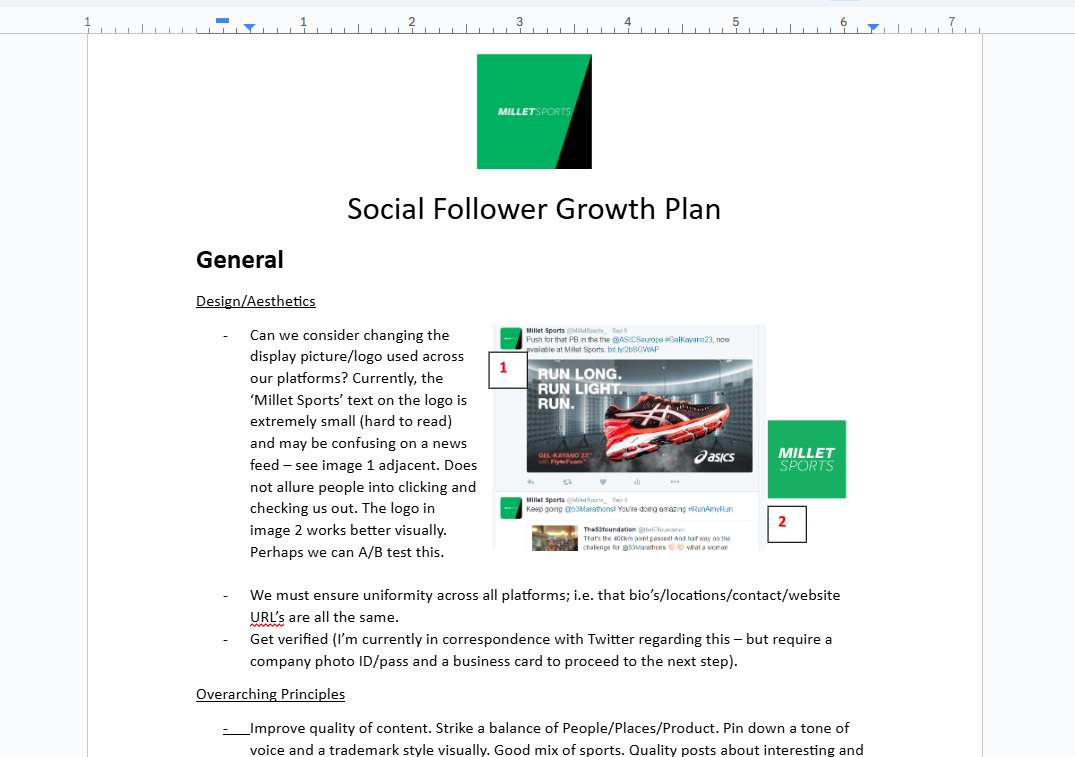 1 1 2 3 4 5 6 7
MILLETSPORTS
Social Follower Growth Plan
General
Design/Aesthetics
- Can we consider changing the
display picture/logo used across
our platforms? Currently, the
‘Millet Sports’ text on the logo is
extremely small (hard to read)
and may be confusing on a news
feed – see image 1 adjacent. Does
not allure people into clicking and
checking us out. The logo in
image 2 works better visually.
Perhaps we can A/B test this.
Millet Sports @MilletSports_ · Sep 5
Push for that PB in the the @ASICSeurope #GelKayano23, now
available at Millet Sports: bit.ly/2bSGWAP
1
RUN LONG.
RUN LIGHT.
RUN.
GEL-KAYANO 23™
with FlyteFoam™
asics
Millet Sports @MilletSports_ · Sep 4
Keep going @53Marathons! You're doing amazing #RunAmyRun
The53foundation @the53foundation
That's the 400km point passed! And half way on the
challenge for @53Marathons 👏🏻 👏🏻 what a woman
MILLET
SPORTS
2
- We must ensure uniformity across all platforms; i.e. that bio’s/locations/contact/website
URL’s are all the same.
- Get verified (I’m currently in correspondence with Twitter regarding this – but require a
company photo ID/pass and a business card to proceed to the next step).
Overarching Principles
- Improve quality of content. Strike a balance of People/Places/Product. Pin down a tone of
voice and a trademark style visually. Good mix of sports. Quality posts about interesting and